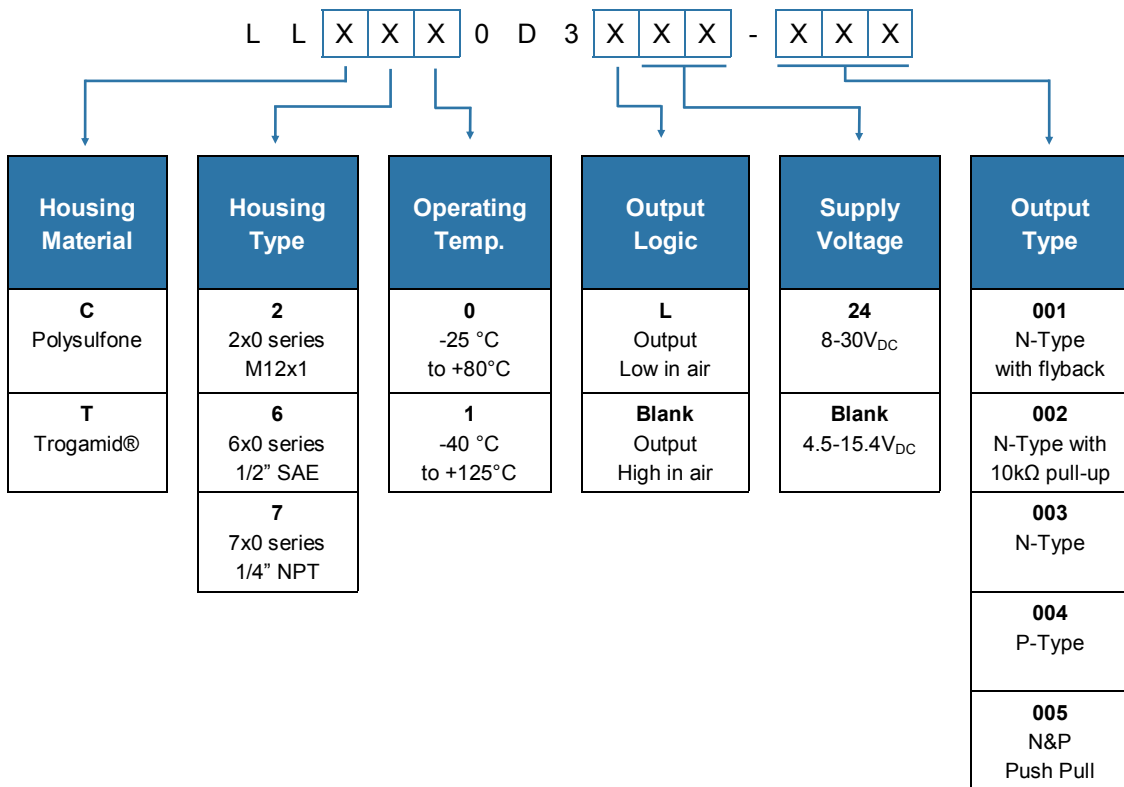 L L X X X 0 D 3 X X X - X X X
Housing
Material
C
Polysulfone
T
Trogamid®
Housing
Type
2
2x0 series
M12x1
6
6x0 series
1/2” SAE
7
7x0 series
1/4” NPT
Operating
Temp.
0
-25 °C
to +80°C
1
-40 °C
to +125°C
Output
Logic
L
Output
Low in air
Blank
Output
High in air
Supply
Voltage
24
8-30VDC
Blank
4.5-15.4VDC
Output
Type
001
N-Type
with flyback
002
N-Type with
10kΩ pull-up
003
N-Type
004
P-Type
005
N&P
Push Pull